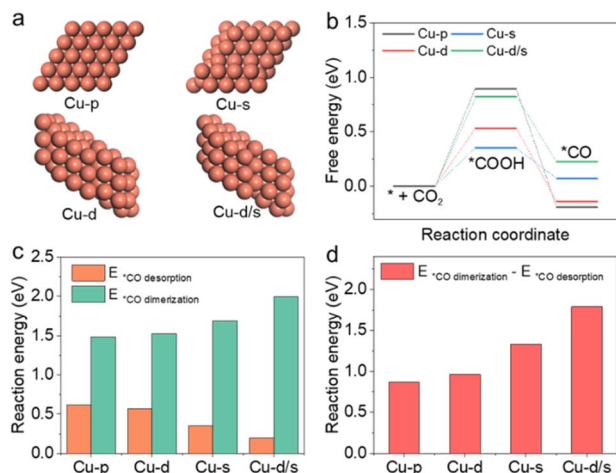 a
Cu-p
Cu-s
Cu-d
Cu-d/s
b
Cu-p Cu-s
Cu-d Cu-d/s
Free energy (eV)
1.0
0.5
0.0
* + CO₂
*COOH
*CO
Reaction coordinate
c
E *CO desorption
E *CO dimerization
Reaction energy (eV)
2.5
2.0
1.5
1.0
0.5
0.0
Cu-p Cu-d Cu-s Cu-d/s
d
E *CO dimerization - E *CO desorption
Reaction energy (eV)
2.0
1.5
1.0
0.5
0.0
Cu-p Cu-d Cu-s Cu-d/s